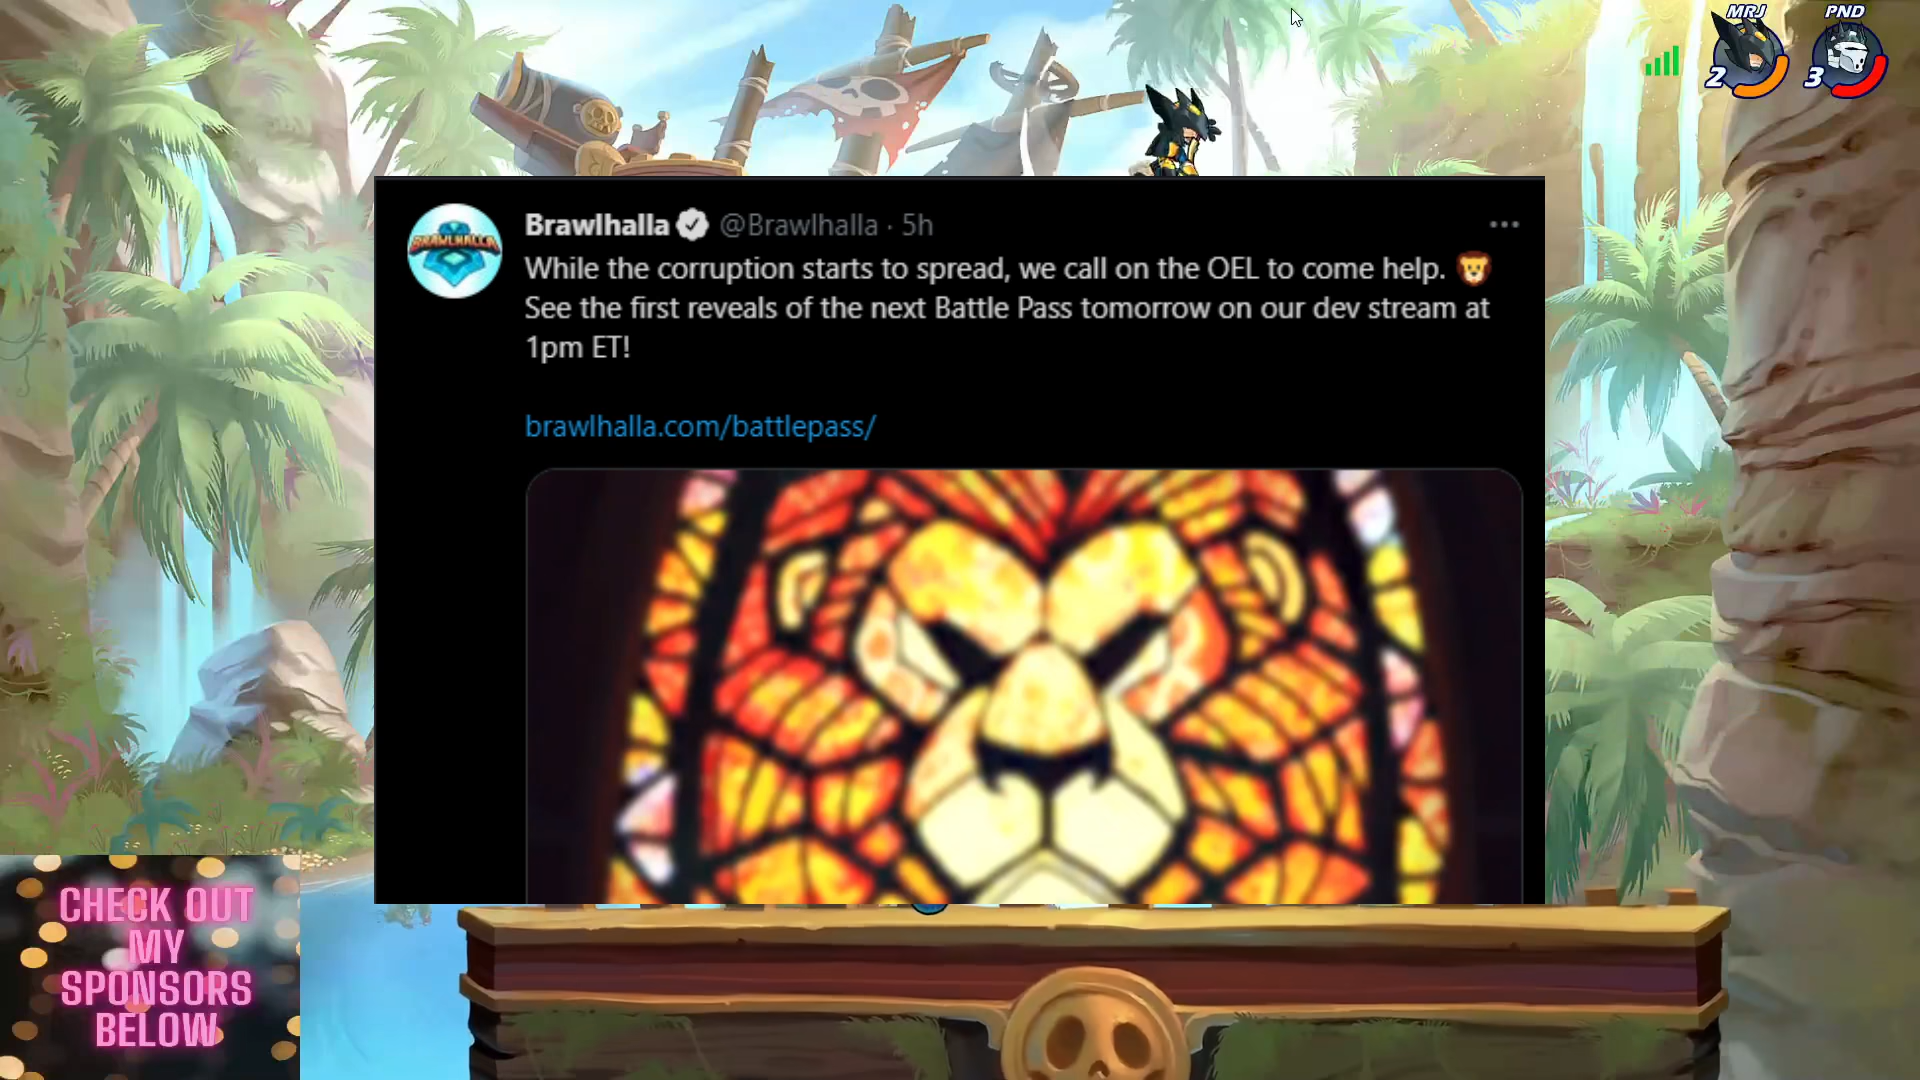 MRJ
PND
2
3
BRAWLHALLA
Brawlhalla @Brawlhalla · 5h
While the corruption starts to spread, we call on the OEL to come help. 🦁
See the first reveals of the next Battle Pass tomorrow on our dev stream at
1pm ET!
brawlhalla.com/battlepass/
CHECK OUT
MY
SPONSORS
BELOW